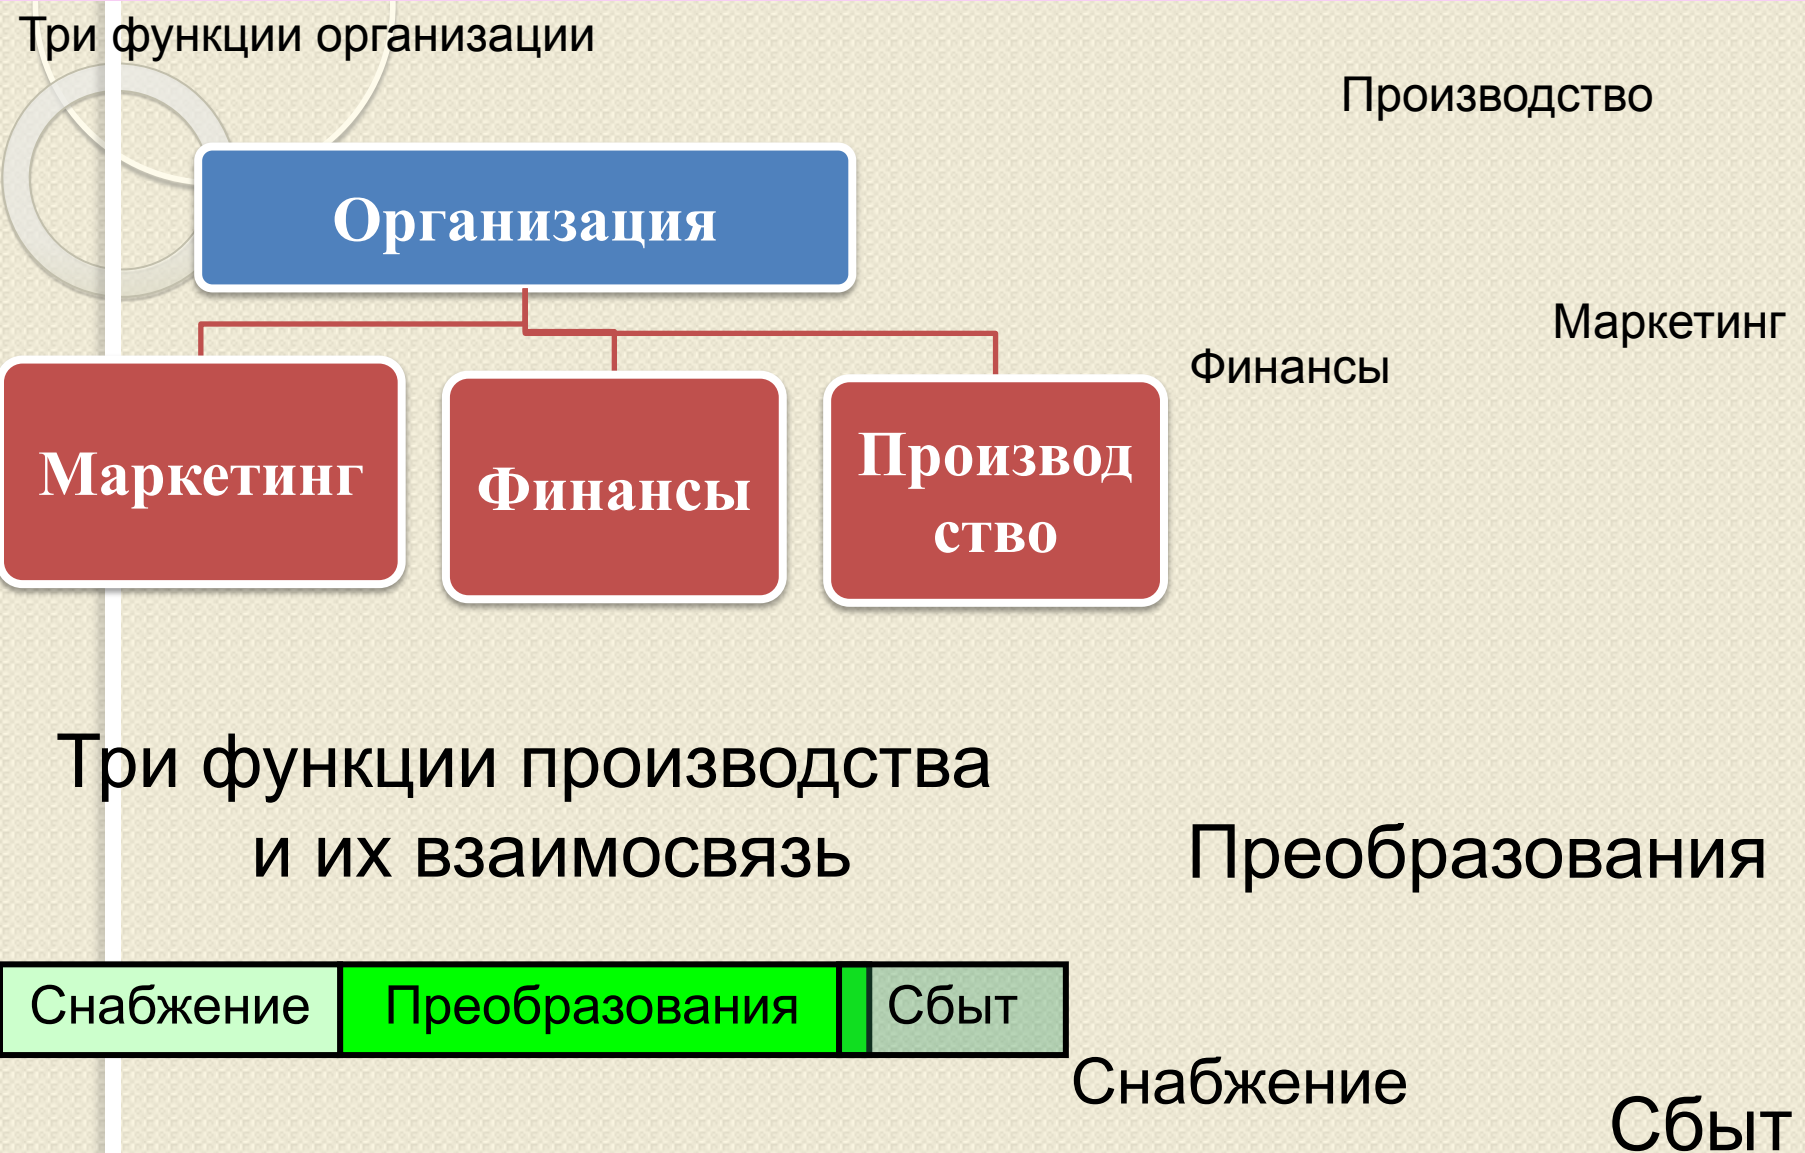 Три функции организации
Производство
Организация
Маркетинг
Финансы
Маркетинг
Финансы
Производ
ство
Три функции производства
и их взаимосвязь
Преобразования
Снабжение
Преобразования
Сбыт
Снабжение
Сбыт